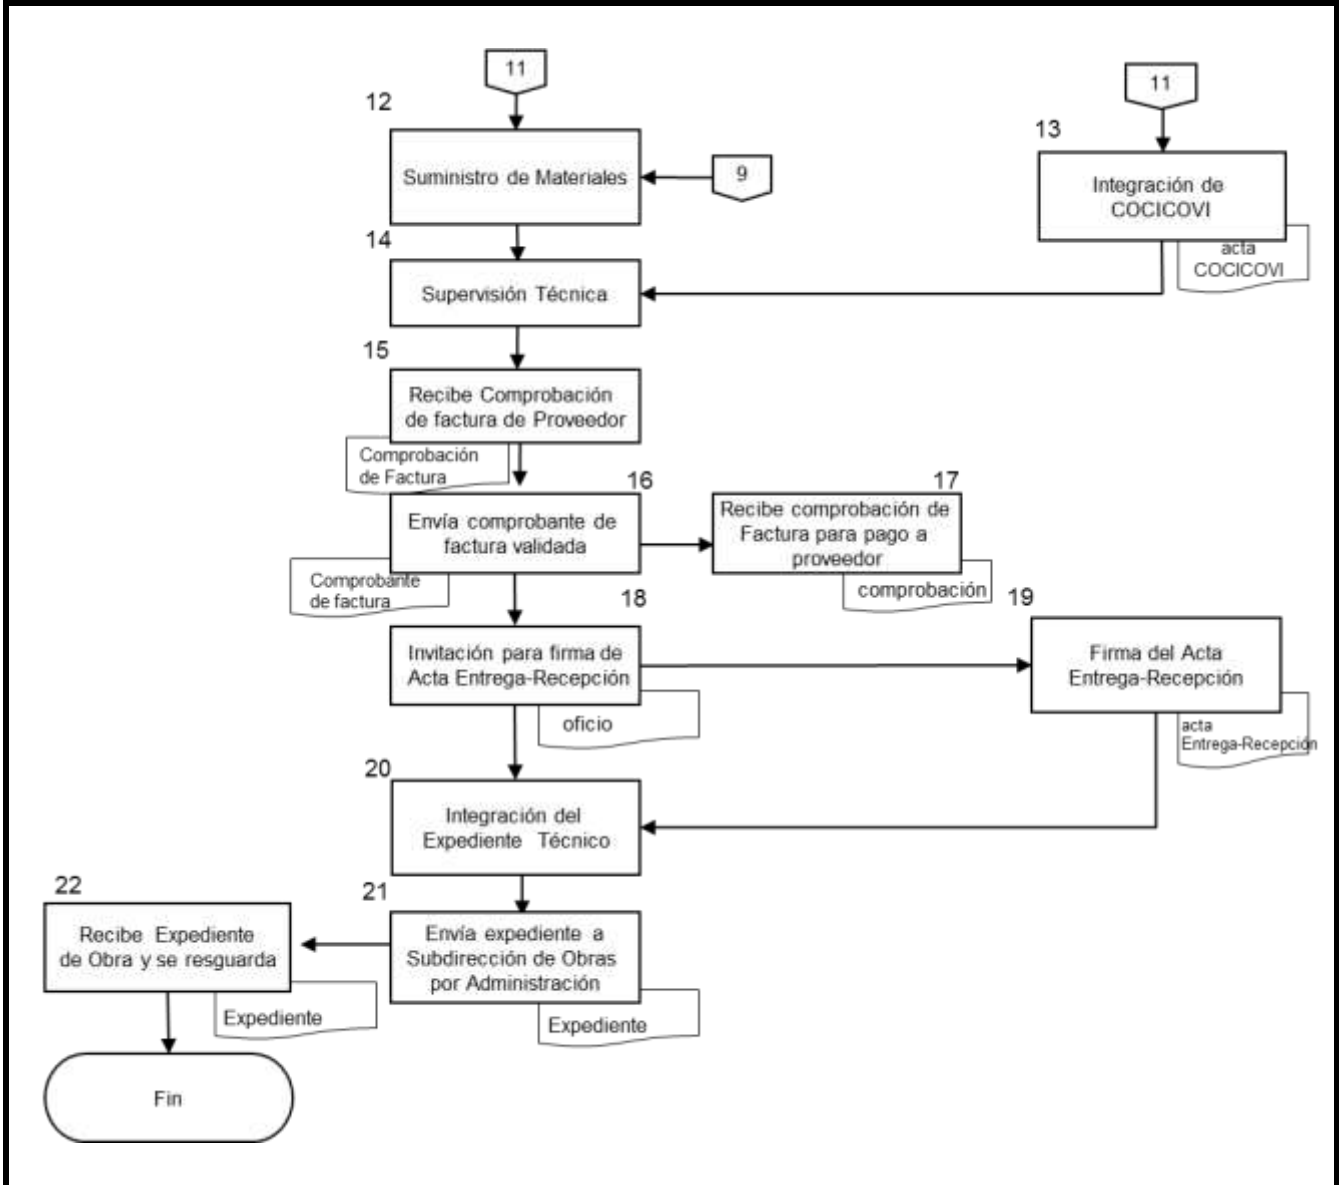 11
12
Suministro de Materiales
9
11
13
Integración de
COCICOVI
acta
COCICOVI
14
Supervisión Técnica
15
Recibe Comprobación
de factura de Proveedor
Comprobación
de Factura
16
Envía comprobante de
factura validada
Comprobante
de factura
17
Recibe comprobación de
Factura para pago a
proveedor
comprobación
18
Invitación para firma de
Acta Entrega-Recepción
oficio
19
Firma del Acta
Entrega-Recepción
acta
Entrega-Recepción
20
Integración del
Expediente Técnico
21
Envía expediente a
Subdirección de Obras
por Administración
Expediente
22
Recibe Expediente
de Obra y se resguarda
Expediente
Fin